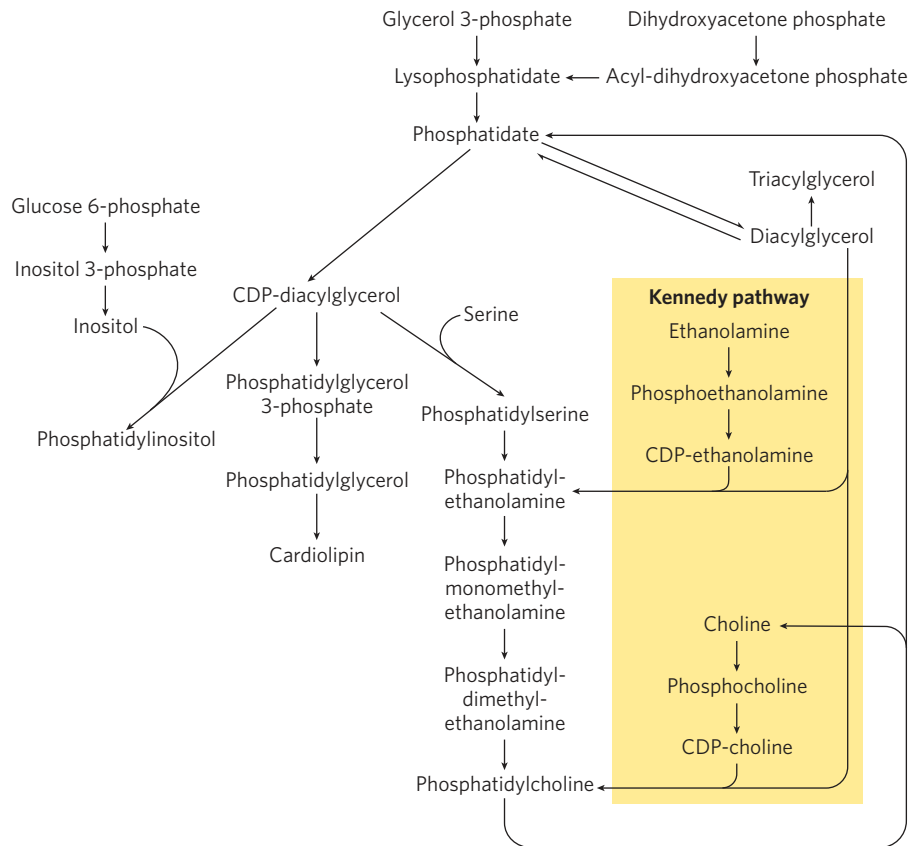 Glycerol 3-phosphate
Dihydroxyacetone phosphate
Lysophosphatidate
Acyl-dihydroxyacetone phosphate
Phosphatidate
Triacylglycerol
Glucose 6-phosphate
Diacylglycerol
Inositol 3-phosphate
CDP-diacylglycerol
Kennedy pathway
Inositol
Serine
Ethanolamine
Phosphatidylglycerol
3-phosphate
Phosphoethanolamine
Phosphatidylinositol
Phosphatidylserine
CDP-ethanolamine
Phosphatidylglycerol
Phosphatidyl-
ethanolamine
Cardiolipin
Phosphatidyl-
monomethyl-
ethanolamine
Choline
Phosphatidyl-
dimethyl-
ethanolamine
Phosphocholine
CDP-choline
Phosphatidylcholine